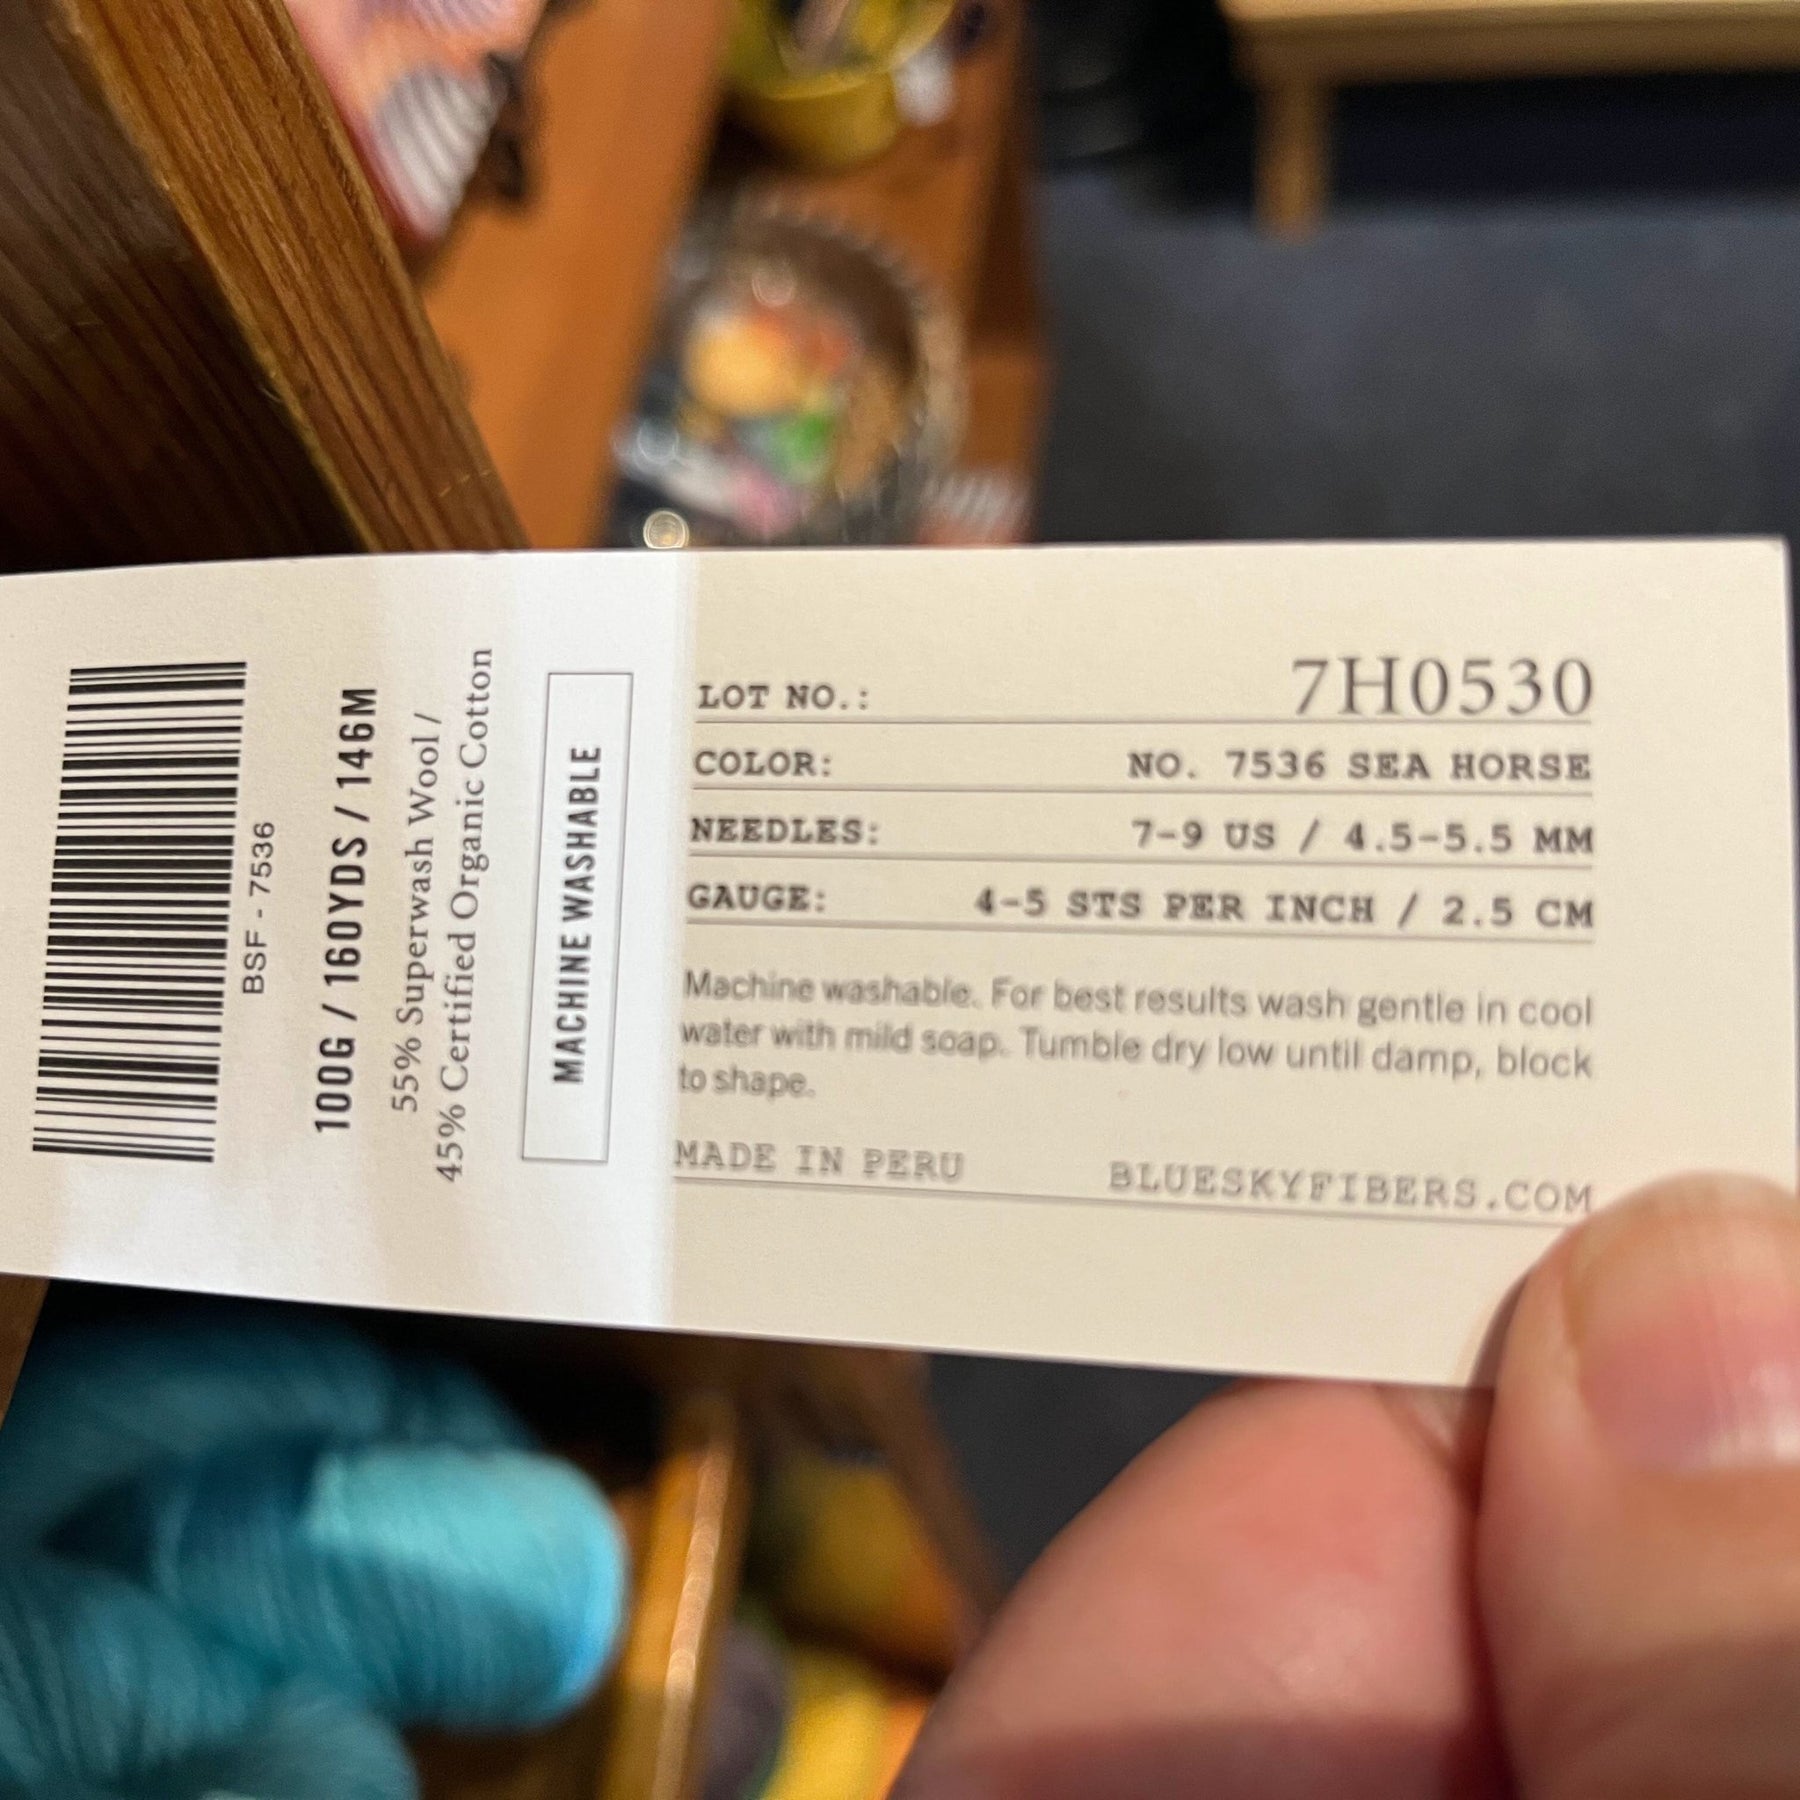 BSF - 7536
100G / 160YDS / 146M
55% Superwash Wool /
45% Certified Organic Cotton
MACHINE WASHABLE
LOT NO.: 7H0530
COLOR: NO. 7536 SEA HORSE
NEEDLES: 7-9 US / 4.5-5.5 MM
GAUGE: 4-5 STS PER INCH / 2.5 CM
Machine washable. For best results wash gentle in cool
water with mild soap. Tumble dry low until damp, block
to shape.
MADE IN PERU BLUESKYFIBERS.COM